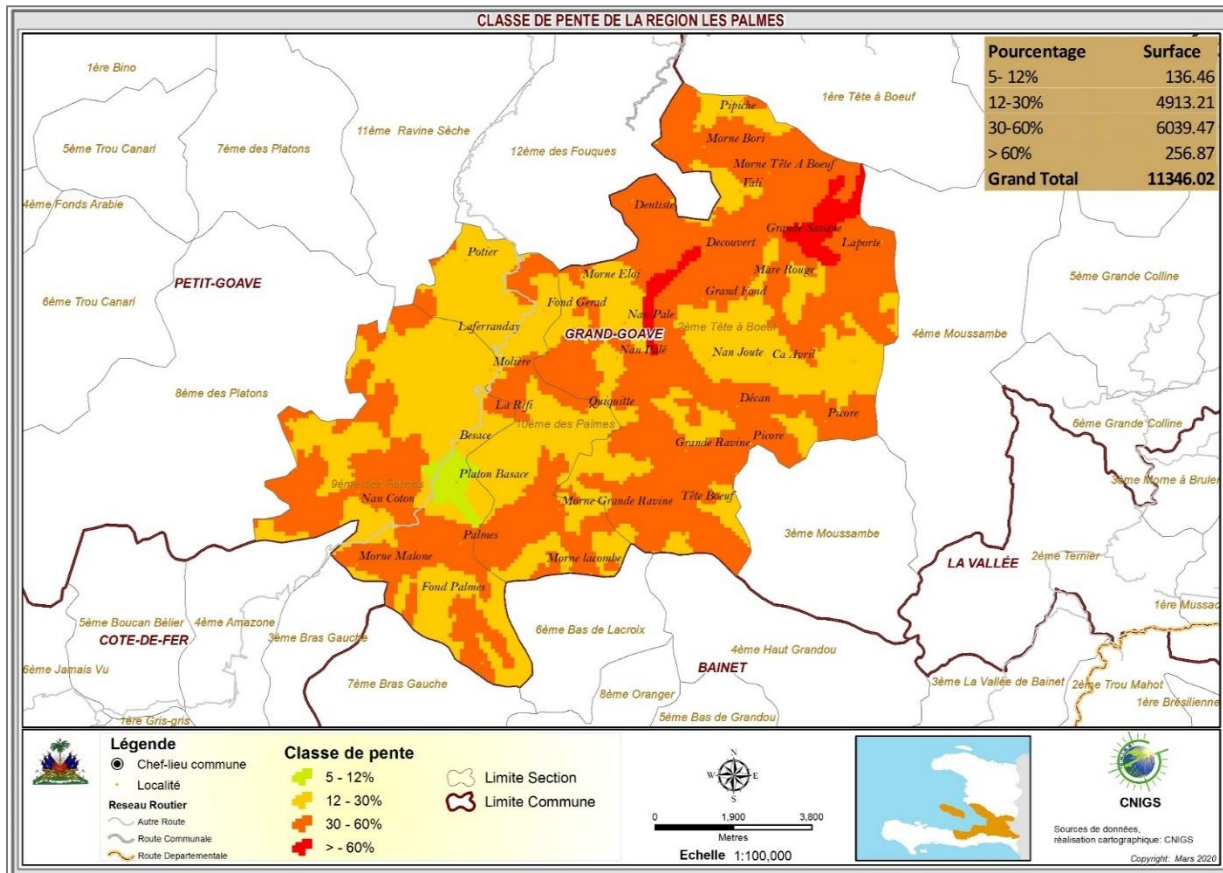 CLASSE DE PENTE DE LA REGION LES PALMES
Pourcentage Surface
5- 12% 136.46
12-30% 4913.21
30-60% 6039.47
> 60% 256.87
Grand Total 11346.02
1ère Bino
11ème Ravine Sèche
5ème Trou Canari
7ème des Platons
12ème des Fouques
1ère Tête à Boeuf
Pipiche
Morne Bori
Morne Tête A Boeuf
Vali
4ème Fonds Arabie
Dentiste
Grande Savane
Decouvert
Laporte
Potier
Morne Eloi
Mare Rouge
5ème Grande Colline
PETIT-GOAVE
Fond Gerad
Grand Fond
6ème Trou Canari
Nan Pale
Laferranday
GRAND-GOAVE
2ème Tête à Boeuf
4ème Moussambe
Nan Palé
Nan Joute
Ca Avril
Molière
8ème des Platons
La Rifi
Quiquitte
Décan
Picore
10ème des Palmes
6ème Grande Colline
Besace
Grande Ravine
Picore
Platon Basace
3ème Morne à Bruler
9ème des Palmes
Nan Coton
Morne Grande Ravine
Tête Boeuf
Palmes
3ème Moussambe
Morne Malone
Morne lacombe
LA VALLÉE
2ème Ternier
Fond Palmes
1ère Mussac
5ème Boucan Bélier
4ème Amazone
6ème Bas de Lacroix
COTE-DE-FER
3ème Bras Gauche
4ème Haut Grandou
6ème Jamais Vu
BAINET
7ème Bras Gauche
3ème La Vallée de Bainet
2ème Trou Mahot
8ème Oranger
1ère Brésilienne
1ère Gris-gris
5ème Bas de Grandou
Légende
Chef-lieu commune
Localité
Reseau Routier
Autre Route
Route Communale
Route Departementale
Classe de pente
5 - 12%
12 - 30%
30 - 60%
> - 60%
Limite Section
Limite Commune
N
W E
S
0 1,900 3,800
Metres
Echelle 1:100,000
CNIGS
Sources de données,
réalisation cartographique: CNIGS
Copyright: Mars 2020